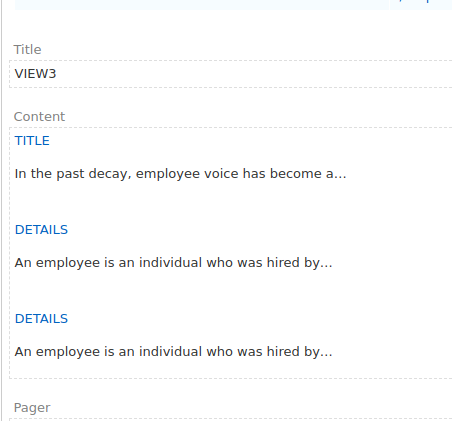 Title
VIEW3
Content
TITLE
In the past decay, employee voice has become a...
DETAILS
An employee is an individual who was hired by...
DETAILS
An employee is an individual who was hired by...
Pager